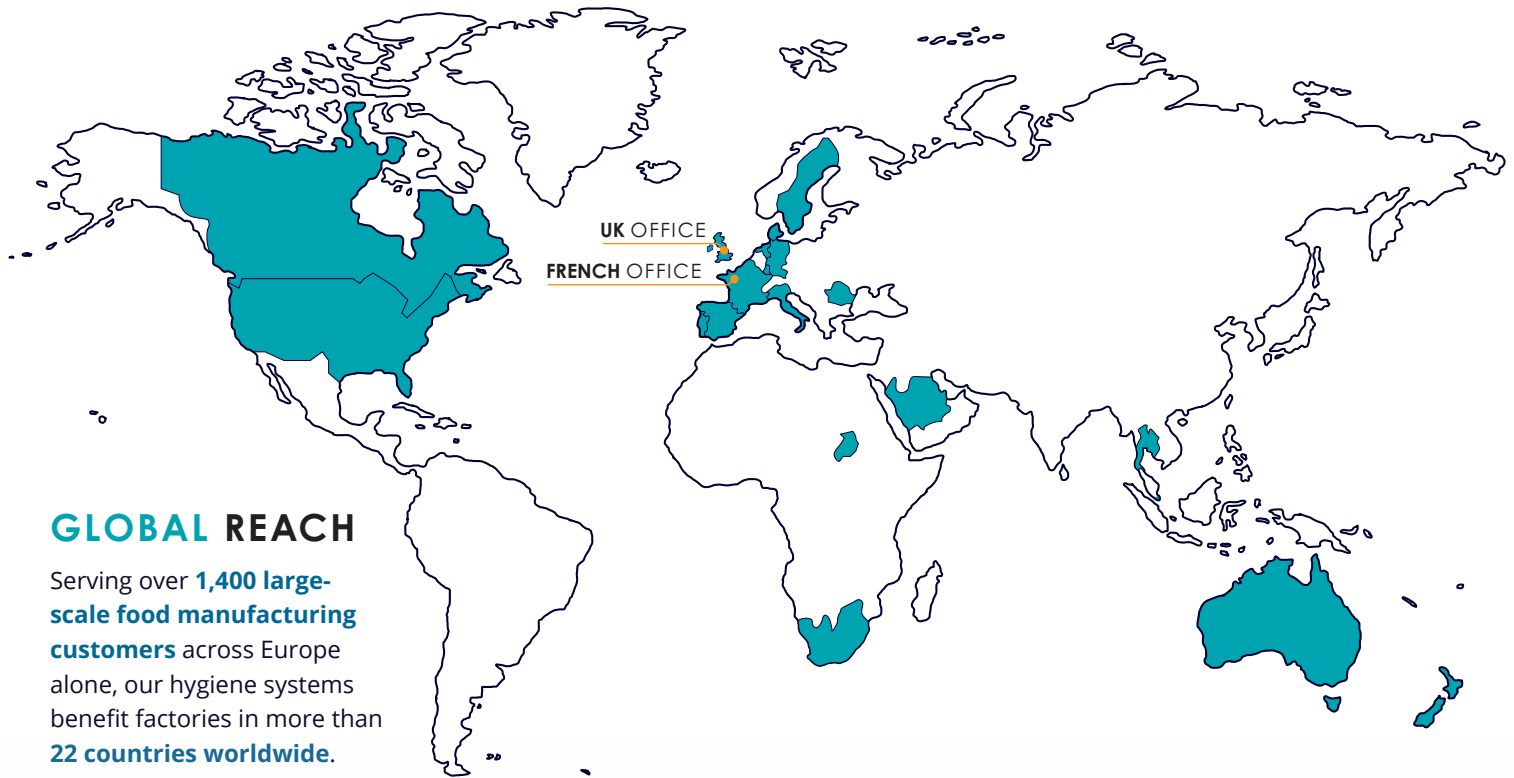 UK OFFICE
FRENCH OFFICE
GLOBAL REACH
Serving over 1,400 large-
scale food manufacturing
customers across Europe
alone, our hygiene systems
benefit factories in more than
22 countries worldwide.